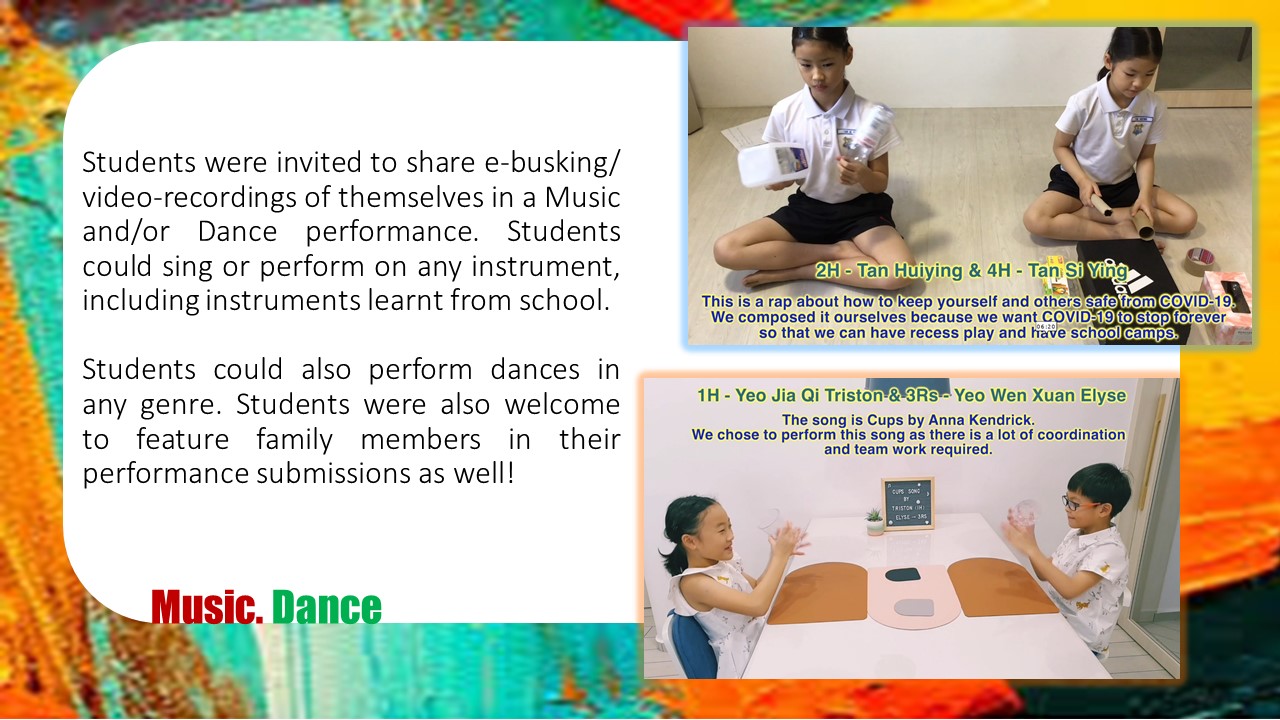 Students were invited to share e-busking/
video-recordings of themselves in a Music
and/or Dance performance. Students
could sing or perform on any instrument,
including instruments learnt from school.
Students could also perform dances in
any genre. Students were also welcome
to feature family members in their
performance submissions as well!
Music. Dance
2H - Tan Huiying & 4H - Tan Si Ying
This is a rap about how to keep yourself and others safe from COVID-19.
We composed it ourselves because we want COVID-19 to stop forever
so that we can have recess play and have school camps.
06:20
adidas
1H - Yeo Jia Qi Triston & 3Rs - Yeo Wen Xuan Elyse
The song is Cups by Anna Kendrick.
We chose to perform this song as there is a lot of coordination
and team work required.
CUPS SONG
BY
TRISTON (1H)
ELYSE - 3RS